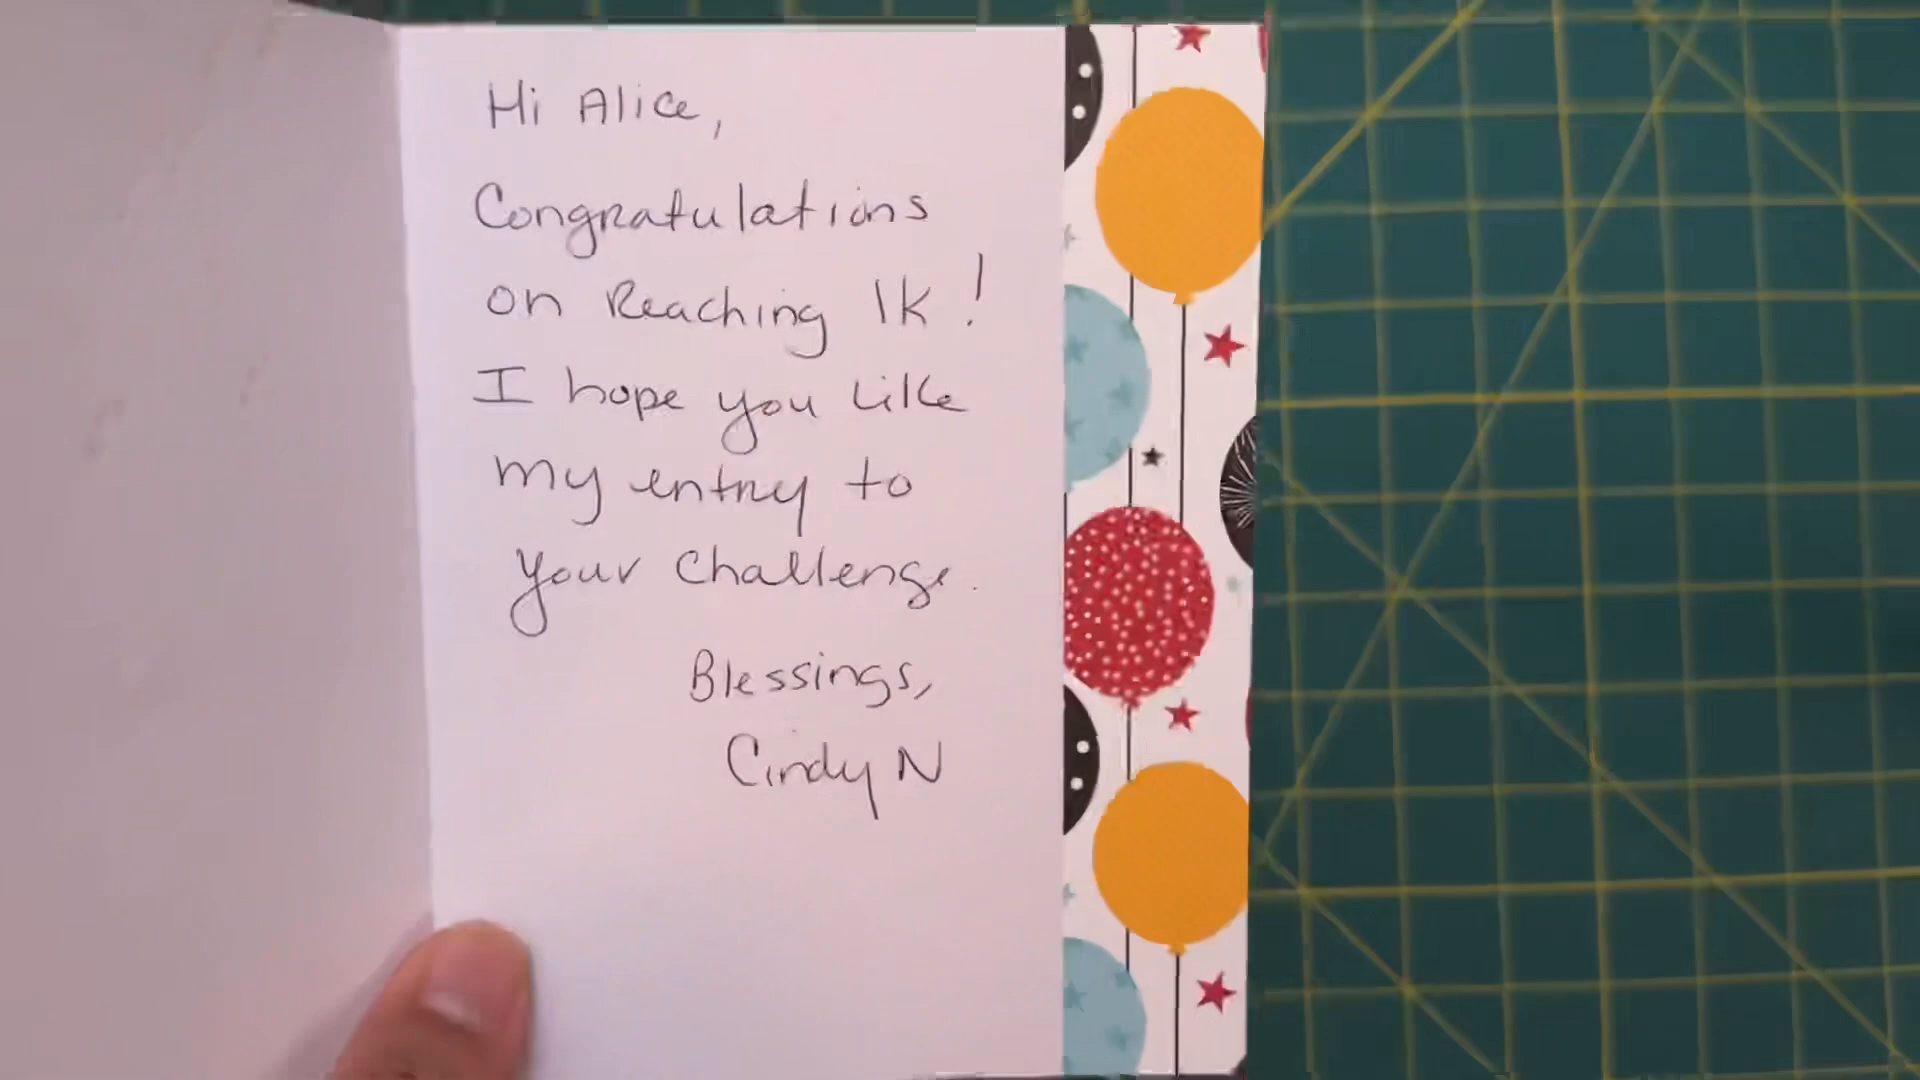 Hi Alice,
Congratulations
on Reaching 1K!
I hope you like
my entry to
your challenge.
Blessings,
Cindy N